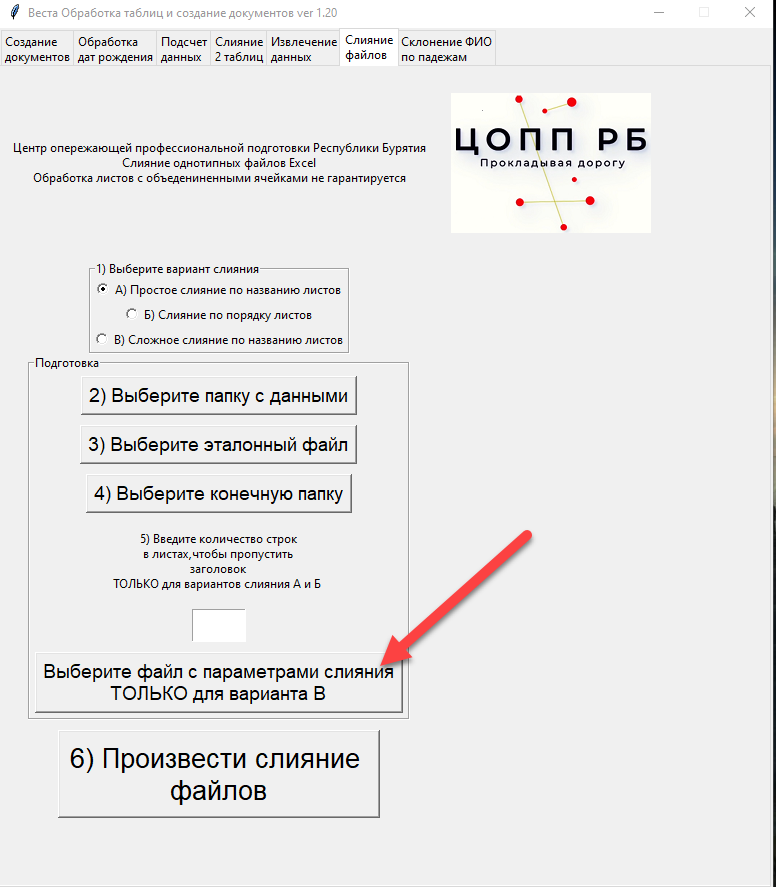 Веста Обработка таблиц и создание документов ver 1.20
Создание документов
Обработка дат рождения
Подсчет данных
Слияние 2 таблиц
Извлечение данных
Слияние файлов
Склонение ФИО по падежам
Центр опережающей профессиональной подготовки Республики Бурятия
Слияние однотипных файлов Excel
Обработка листов с объедениненными ячейками не гарантируется
ЦОПП РБ
Прокладывая дорогу
1) Выберите вариант слияния
А) Простое слияние по названию листов
Б) Слияние по порядку листов
В) Сложное слияние по названию листов
Подготовка
2) Выберите папку с данными
3) Выберите эталонный файл
4) Выберите конечную папку
5) Введите количество строк
в листах,чтобы пропустить
заголовок
ТОЛЬКО для вариантов слияния А и Б
Выберите файл с параметрами слияния
ТОЛЬКО для варианта В
6) Произвести слияние
файлов